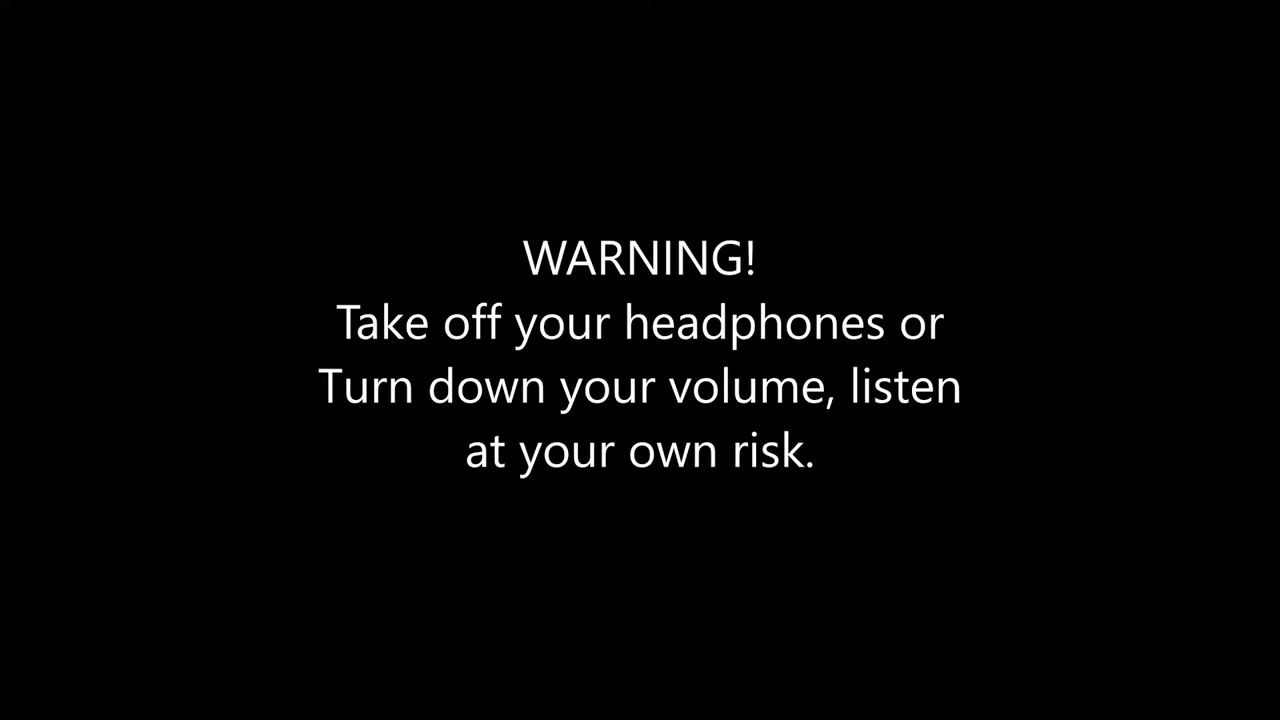 WARNING!
Take off your headphones or
Turn down your volume, listen
at your own risk.